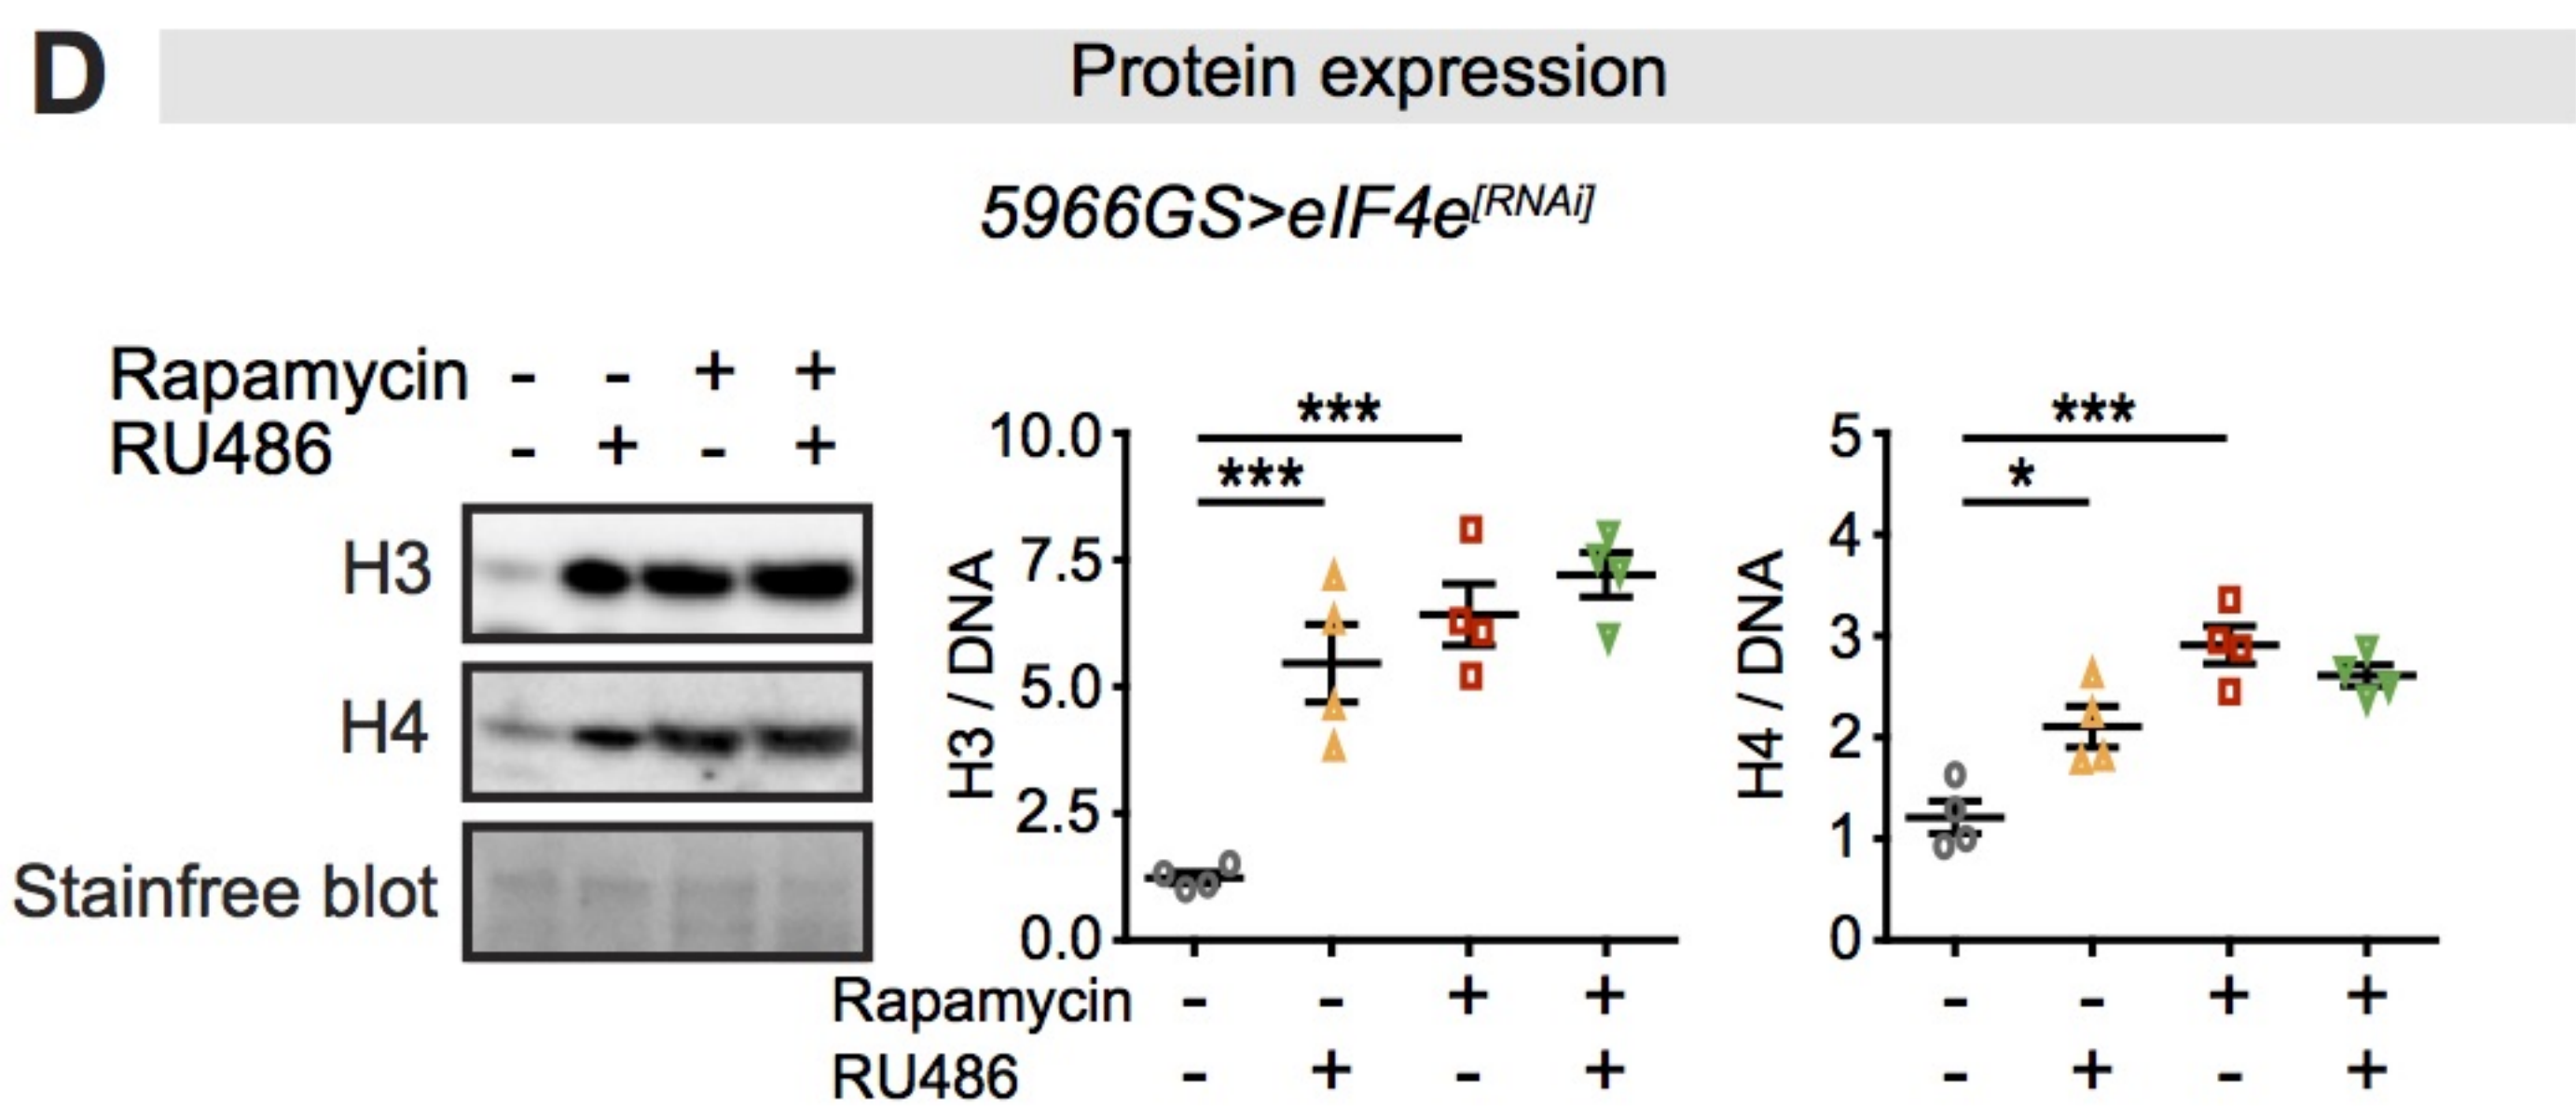 D Protein expression
5966GS>eIF4e[RNAi]
Rapamycin - - + +
RU486 - + - +
H3
H4
Stainfree blot
H3 / DNA
10.0
7.5
5.0
2.5
0.0
***
***
Rapamycin - - + +
RU486 - + - +
H4 / DNA
5
4
3
2
1
0
***
*
- - + +
- + - +